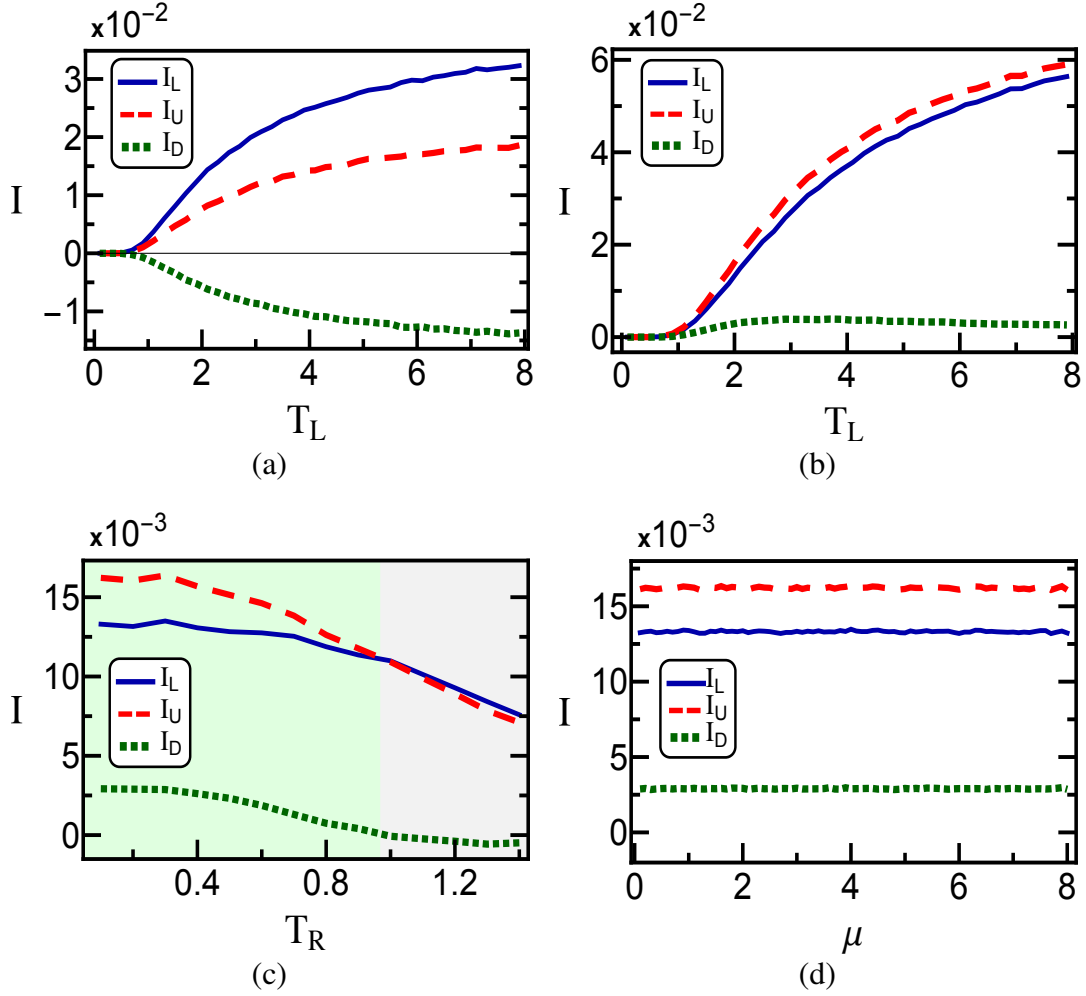 x10⁻²
I_L
I_U
I_D
3
2
1
0
−1
I
0 2 4 6 8
T_L
(a)
x10⁻²
I_L
I_U
I_D
6
4
2
0
I
0 2 4 6 8
T_L
(b)
x10⁻³
15
10
5
0
I_L
I_U
I_D
I
0.4 0.8 1.2
T_R
(c)
x10⁻³
15
10
5
0
I_L
I_U
I_D
I
0 2 4 6 8
μ
(d)